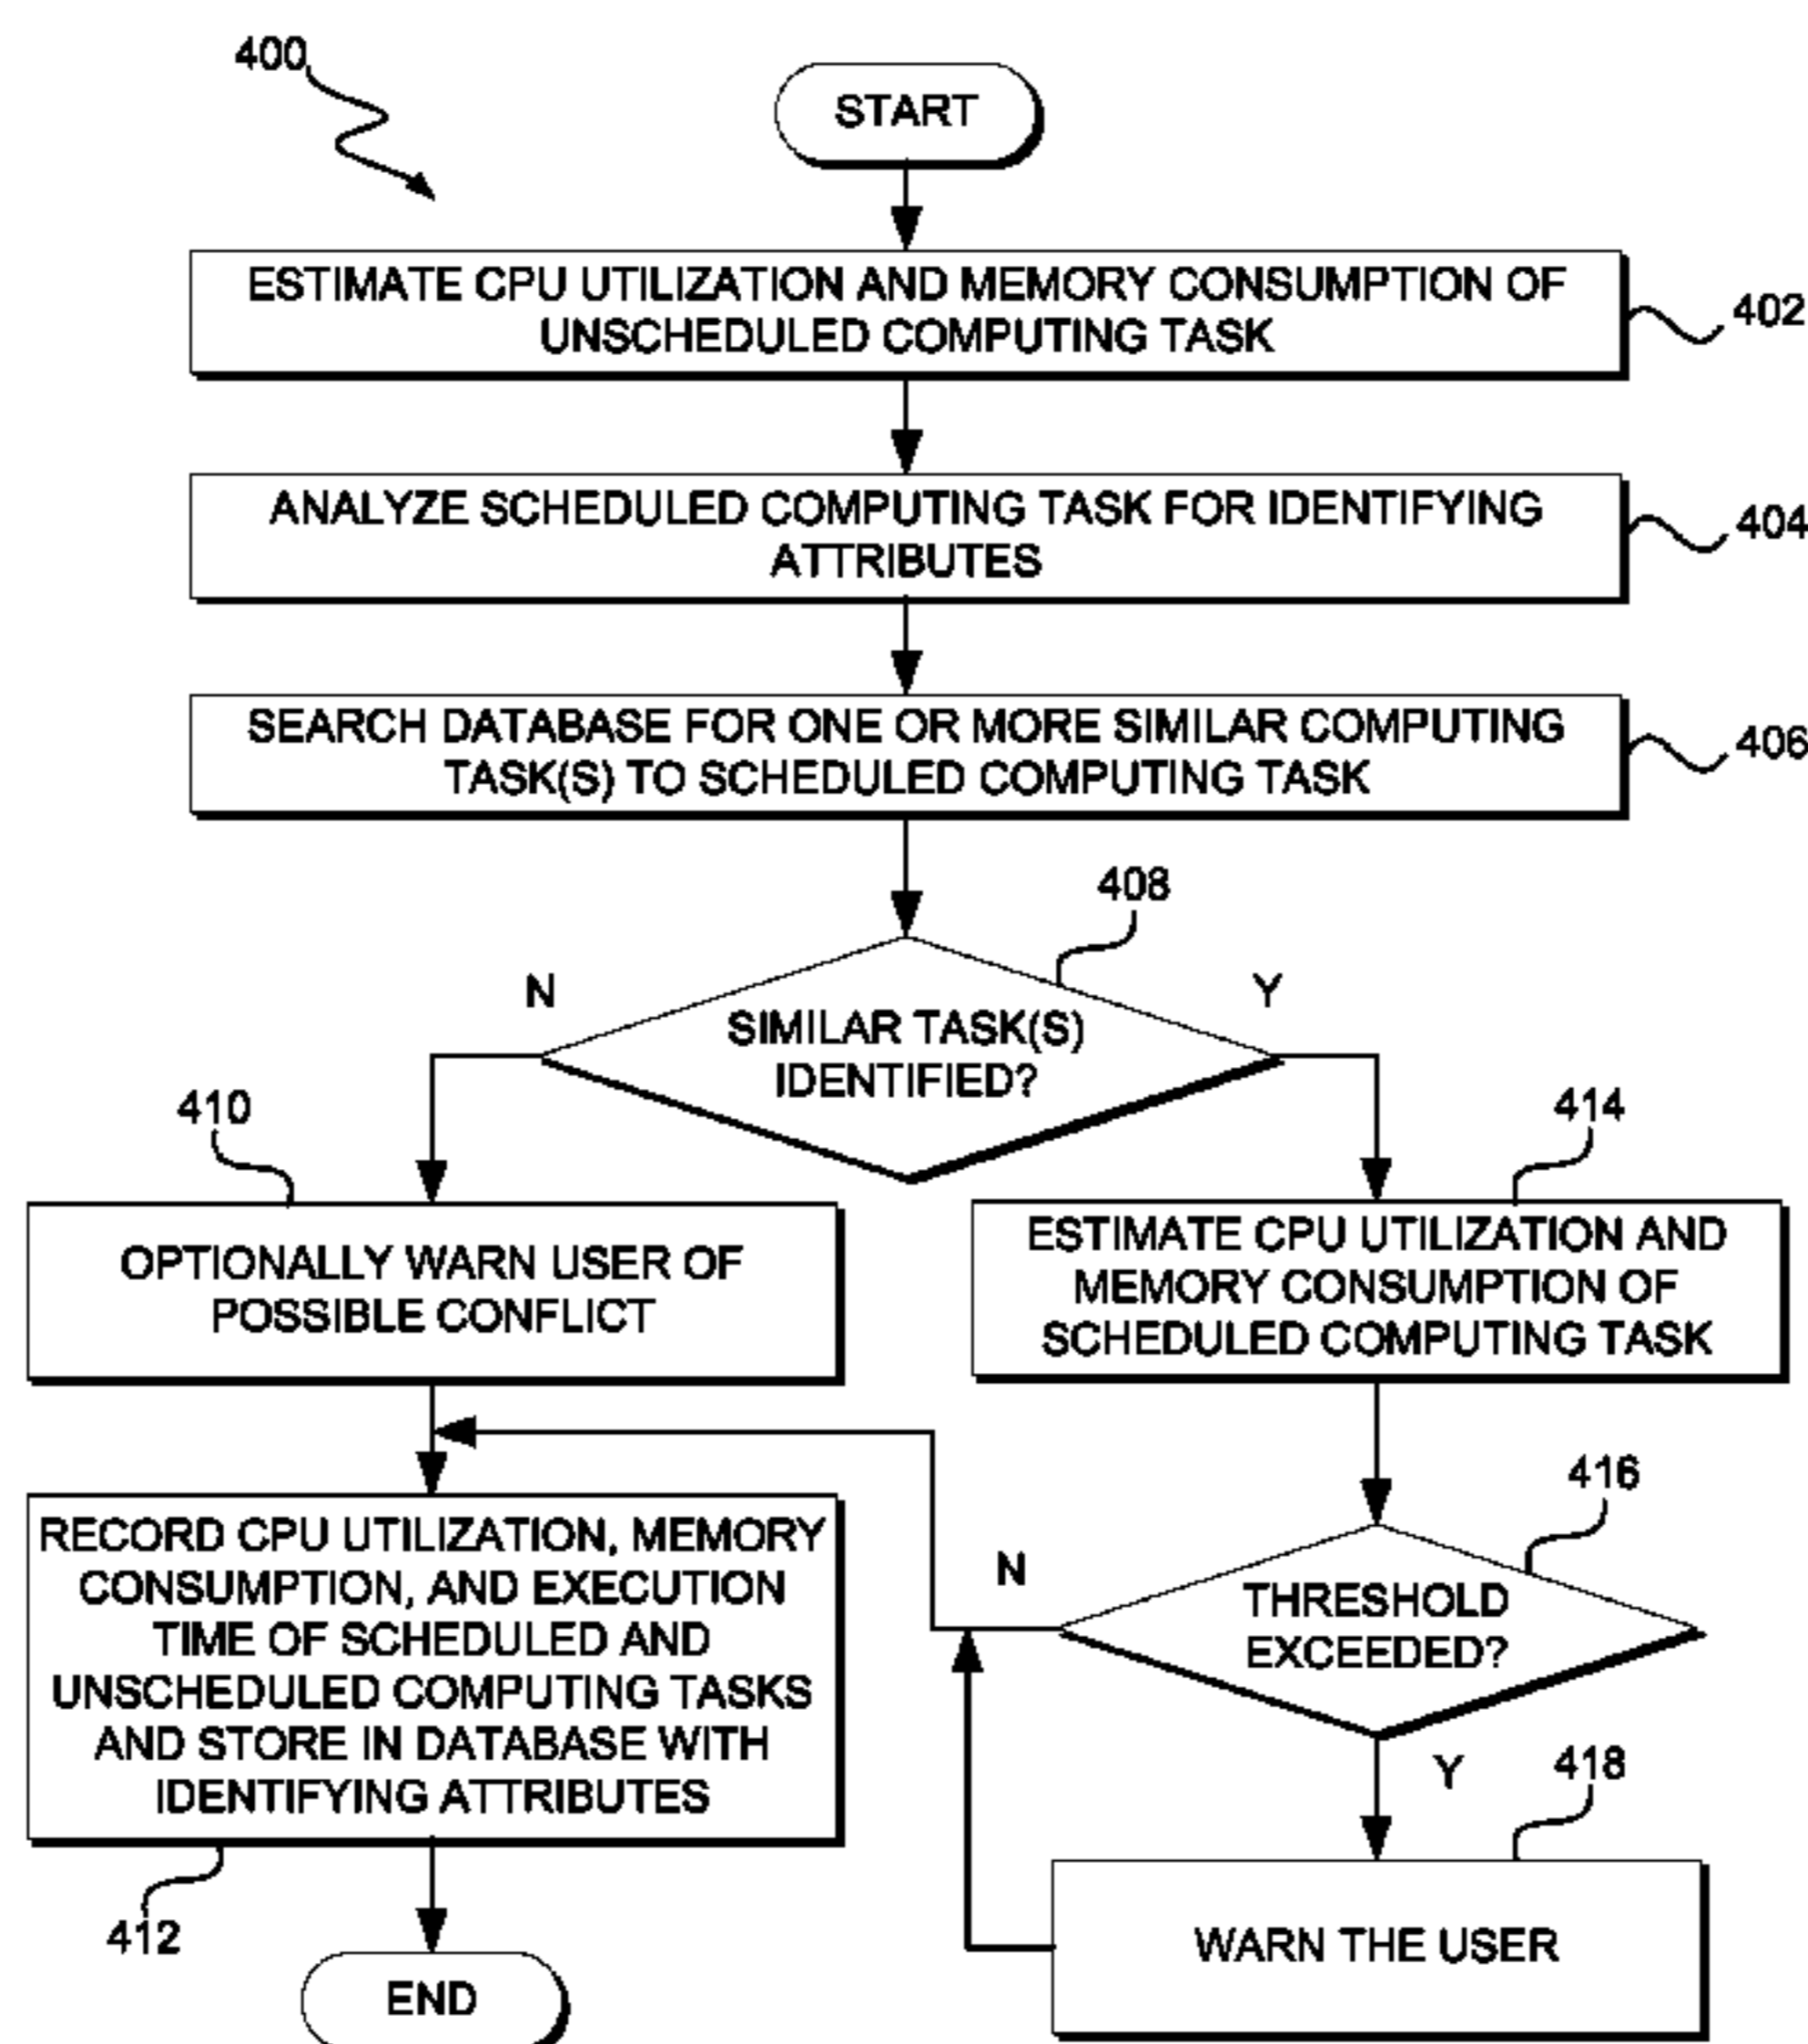 400
START
ESTIMATE CPU UTILIZATION AND MEMORY CONSUMPTION OF
UNSCHEDULED COMPUTING TASK
402
ANALYZE SCHEDULED COMPUTING TASK FOR IDENTIFYING
ATTRIBUTES
404
SEARCH DATABASE FOR ONE OR MORE SIMILAR COMPUTING
TASK(S) TO SCHEDULED COMPUTING TASK
406
408
N
Y
SIMILAR TASK(S)
IDENTIFIED?
410
414
OPTIONALLY WARN USER OF
POSSIBLE CONFLICT
ESTIMATE CPU UTILIZATION AND
MEMORY CONSUMPTION OF
SCHEDULED COMPUTING TASK
416
RECORD CPU UTILIZATION, MEMORY
CONSUMPTION, AND EXECUTION
TIME OF SCHEDULED AND
UNSCHEDULED COMPUTING TASKS
AND STORE IN DATABASE WITH
IDENTIFYING ATTRIBUTES
N
THRESHOLD
EXCEEDED?
Y
418
412
WARN THE USER
END